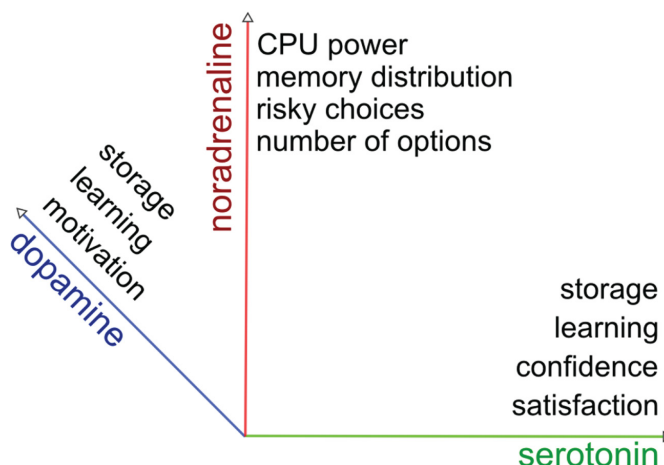 noradrenaline
CPU power
memory distribution
risky choices
number of options
storage
learning
motivation
dopamine
storage
learning
confidence
satisfaction
serotonin